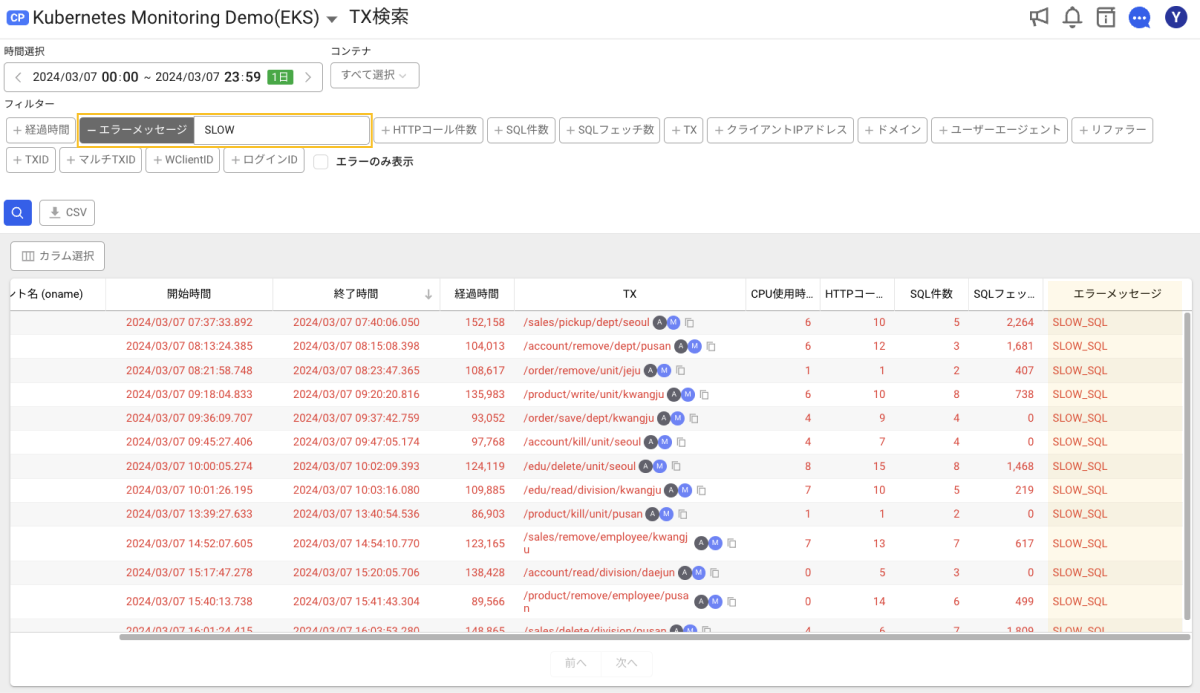 CP Kubernetes Monitoring Demo(EKS) TX検索
Y
時間選択 コンテナ
2024/03/07 00:00 ~ 2024/03/07 23:59 1日 すべて選択
フィルター
+ 経過時間 − エラーメッセージ SLOW + HTTPコール件数 + SQL件数 + SQLフェッチ数 + TX + クライアントIPアドレス + ドメイン + ユーザーエージェント + リファラー
+ TXID + マルチTXID + WClientID + ログインID エラーのみ表示
CSV
カラム選択
ント名 (oname) 開始時間 終了時間 ↓ 経過時間 TX CPU使用時... HTTPコー... SQL件数 SQLフェッ... エラーメッセージ
2024/03/07 07:37:33.892 2024/03/07 07:40:06.050 152,158 /sales/pickup/dept/seoul A M 6 10 5 2,264 SLOW_SQL
2024/03/07 08:13:24.385 2024/03/07 08:15:08.398 104,013 /account/remove/dept/pusan A M 6 12 3 1,681 SLOW_SQL
2024/03/07 08:21:58.748 2024/03/07 08:23:47.365 108,617 /order/remove/unit/jeju A M 1 1 2 407 SLOW_SQL
2024/03/07 09:18:04.833 2024/03/07 09:20:20.816 135,983 /product/write/unit/kwangju A M 6 10 8 738 SLOW_SQL
2024/03/07 09:36:09.707 2024/03/07 09:37:42.759 93,052 /order/save/dept/kwangju A M 4 9 4 0 SLOW_SQL
2024/03/07 09:45:27.406 2024/03/07 09:47:05.174 97,768 /account/kill/unit/seoul A M 4 7 4 0 SLOW_SQL
2024/03/07 10:00:05.274 2024/03/07 10:02:09.393 124,119 /edu/delete/unit/seoul A M 8 15 8 1,468 SLOW_SQL
2024/03/07 10:01:26.195 2024/03/07 10:03:16.080 109,885 /edu/read/division/kwangju A M 7 10 5 219 SLOW_SQL
2024/03/07 13:39:27.633 2024/03/07 13:40:54.536 86,903 /product/kill/unit/pusan A M 1 1 2 0 SLOW_SQL
2024/03/07 14:52:07.605 2024/03/07 14:54:10.770 123,165 /sales/remove/employee/kwangj A M 7 13 7 617 SLOW_SQL
u
2024/03/07 15:17:47.278 2024/03/07 15:20:05.706 138,428 /account/read/division/daejun A M 0 5 3 0 SLOW_SQL
2024/03/07 15:40:13.738 2024/03/07 15:41:43.304 89,566 /product/remove/employee/pusa A M 0 14 6 499 SLOW_SQL
n
2024/03/07 16:01:24.415 2024/03/07 16:03:53.280 148,865 /sales/delete/division/pusan A M 4 6 7 1,809 SLOW_SQL
前へ 次へ